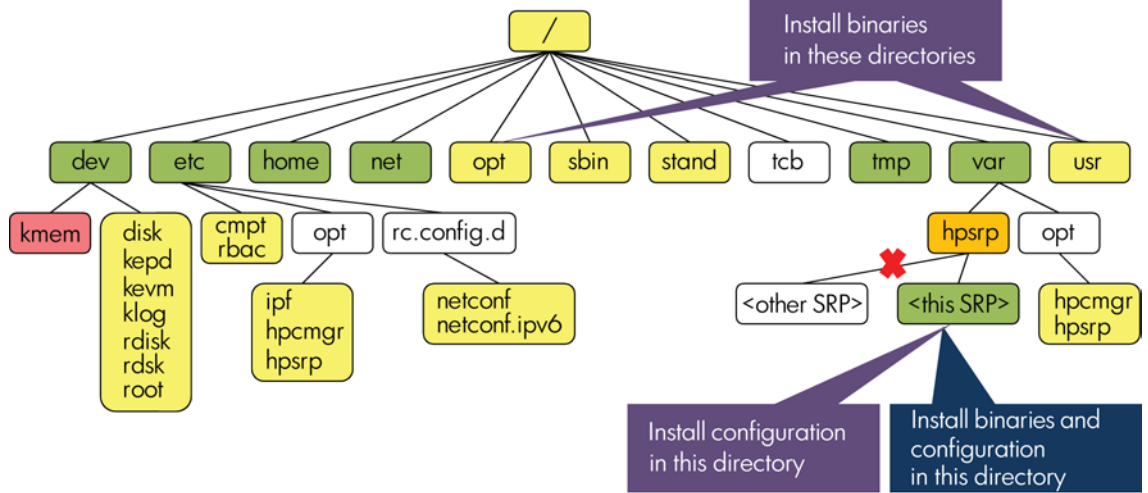 /
Install binaries
in these directories
dev
etc
home
net
opt
sbin
stand
tcb
tmp
var
usr
kmem
disk
kepd
kevm
klog
rdisk
rdsk
root
cmpt
rbac
opt
rc.config.d
hpsrp
opt
ipf
hpcmgr
hpsrp
netconf
netconf.ipv6
<other SRP>
<this SRP>
hpcmgr
hpsrp
Install configuration
in this directory
Install binaries and
configuration
in this directory